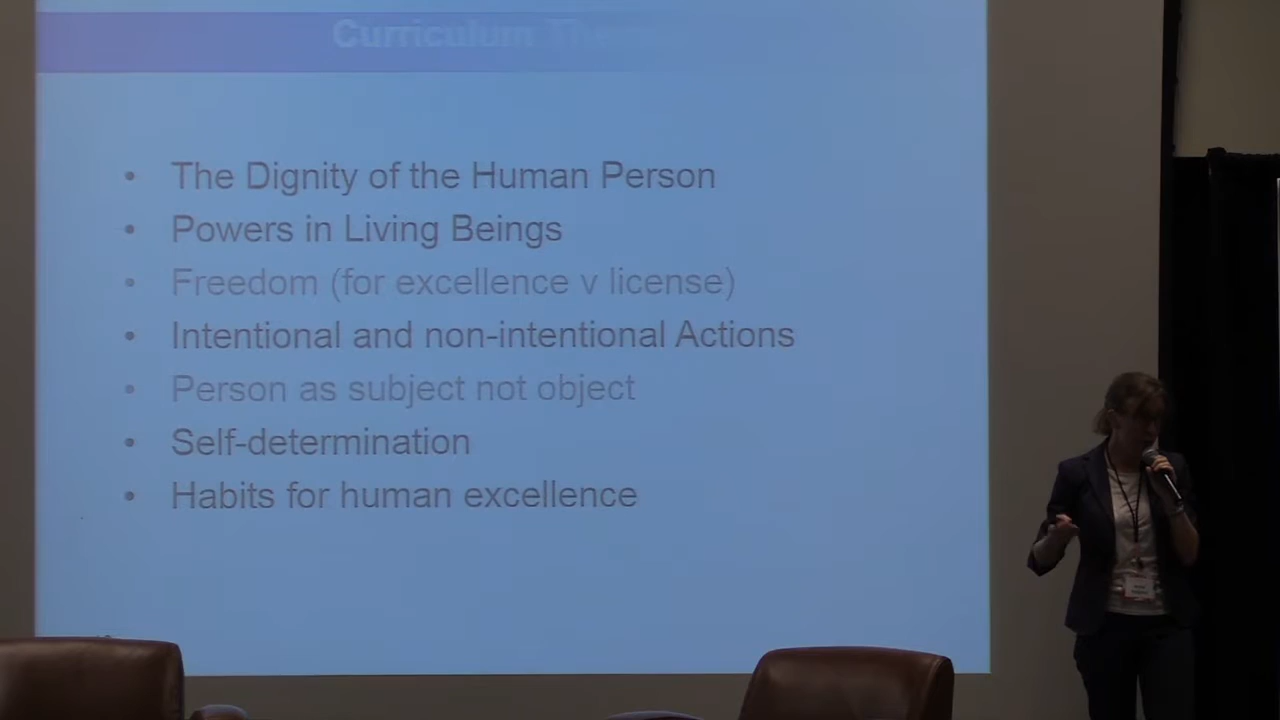 Curriculum
• The Dignity of the Human Person
• Powers in Living Beings
• Freedom (for excellence v license)
• Intentional and non-intentional Actions
• Person as subject not object
• Self-determination
• Habits for human excellence